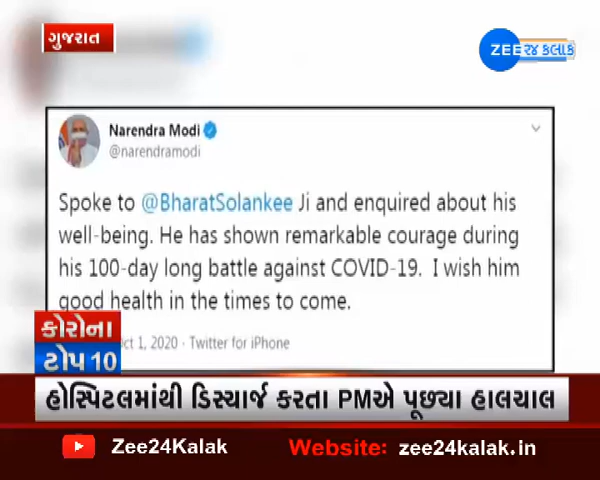 ગુજરાત
ZEE ૨૪ કલાક
Narendra Modi
@narendramodi
Spoke to @BharatSolankee Ji and enquired about his
well-being. He has shown remarkable courage during
his 100-day long battle against COVID-19. I wish him
good health in the times to come.
ct 1, 2020 · Twitter for iPhone
કોરોના
ટોપ 10
હોસ્પિટલમાંથી ડિસ્ચાર્જ કરતા PMએ પૂછ્યા હાલચાલ
Zee24Kalak
Website: zee24kalak.in